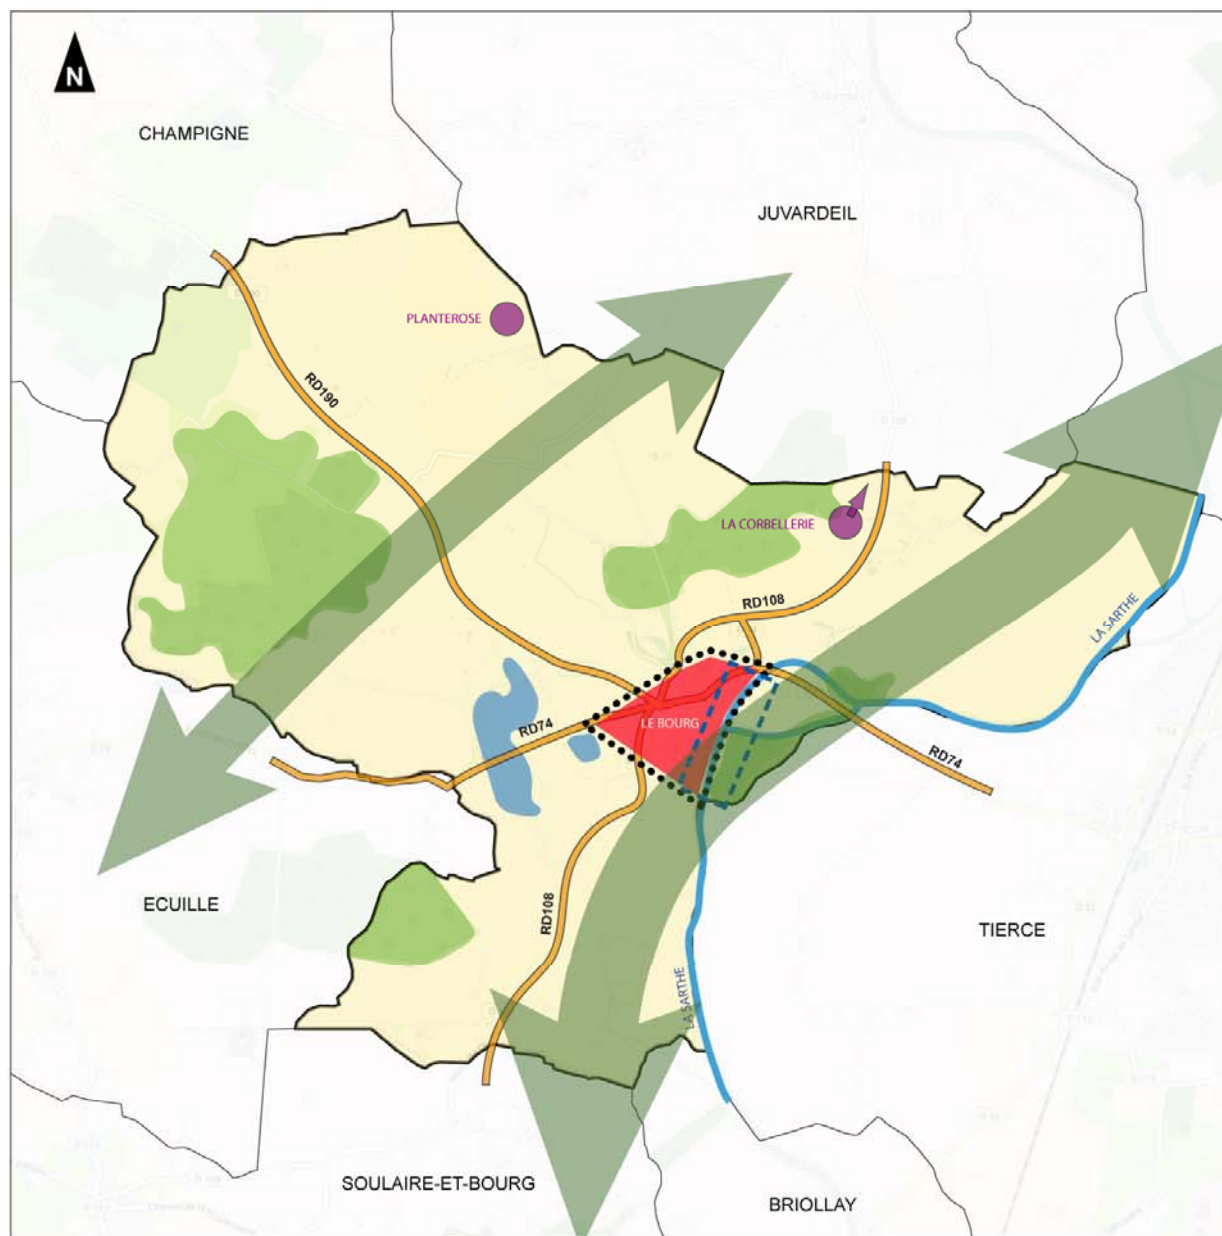 N
CHAMPIGNE
JUVARDEIL
PLANTEROSE
RD190
D 108
LA CORBELLERIE
RD108
LA SARTHE
LE BOURG
RD74
RD74
ECUILLE
RD108
TIERCE
LA SARTHE
SOULAIRE-ET-BOURG
BRIOLLAY